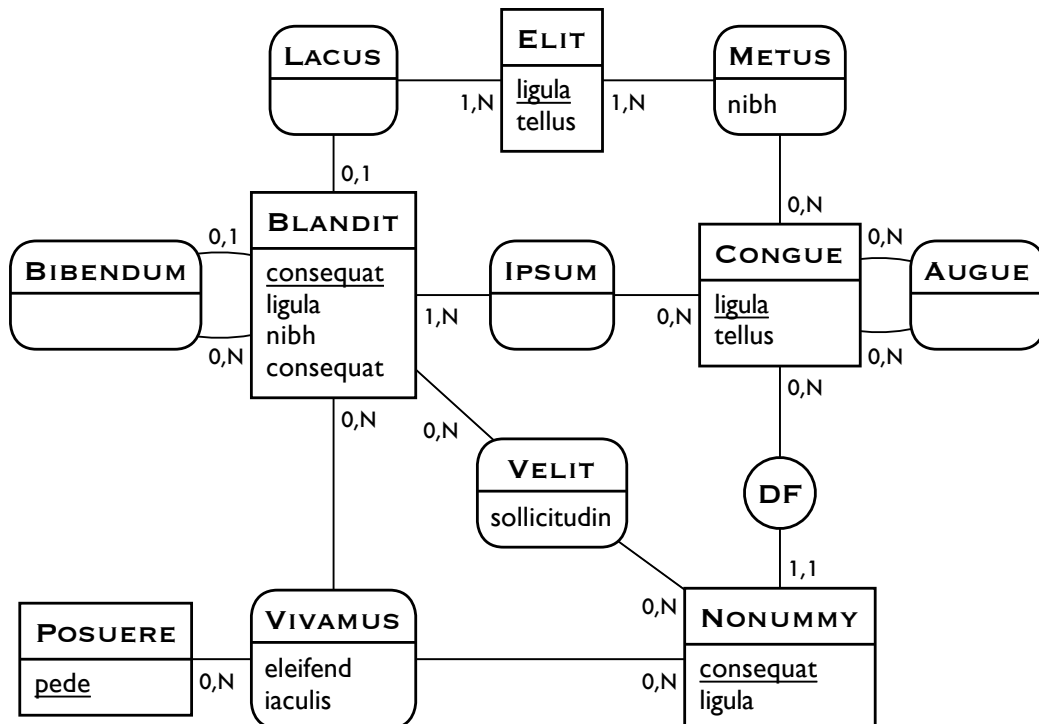 LACUS
ELIT
ligula
tellus
METUS
nibh
1,N
1,N
0,1
0,N
BIBENDUM
0,1
0,N
BLANDIT
consequat
ligula
nibh
consequat
1,N
IPSUM
0,N
CONGUE
ligula
tellus
0,N
0,N
AUGUE
0,N
0,N
0,N
VELIT
sollicitudin
DF
1,1
0,N
POSUERE
pede
0,N
VIVAMUS
eleifend
iaculis
0,N
NONUMMY
consequat
ligula